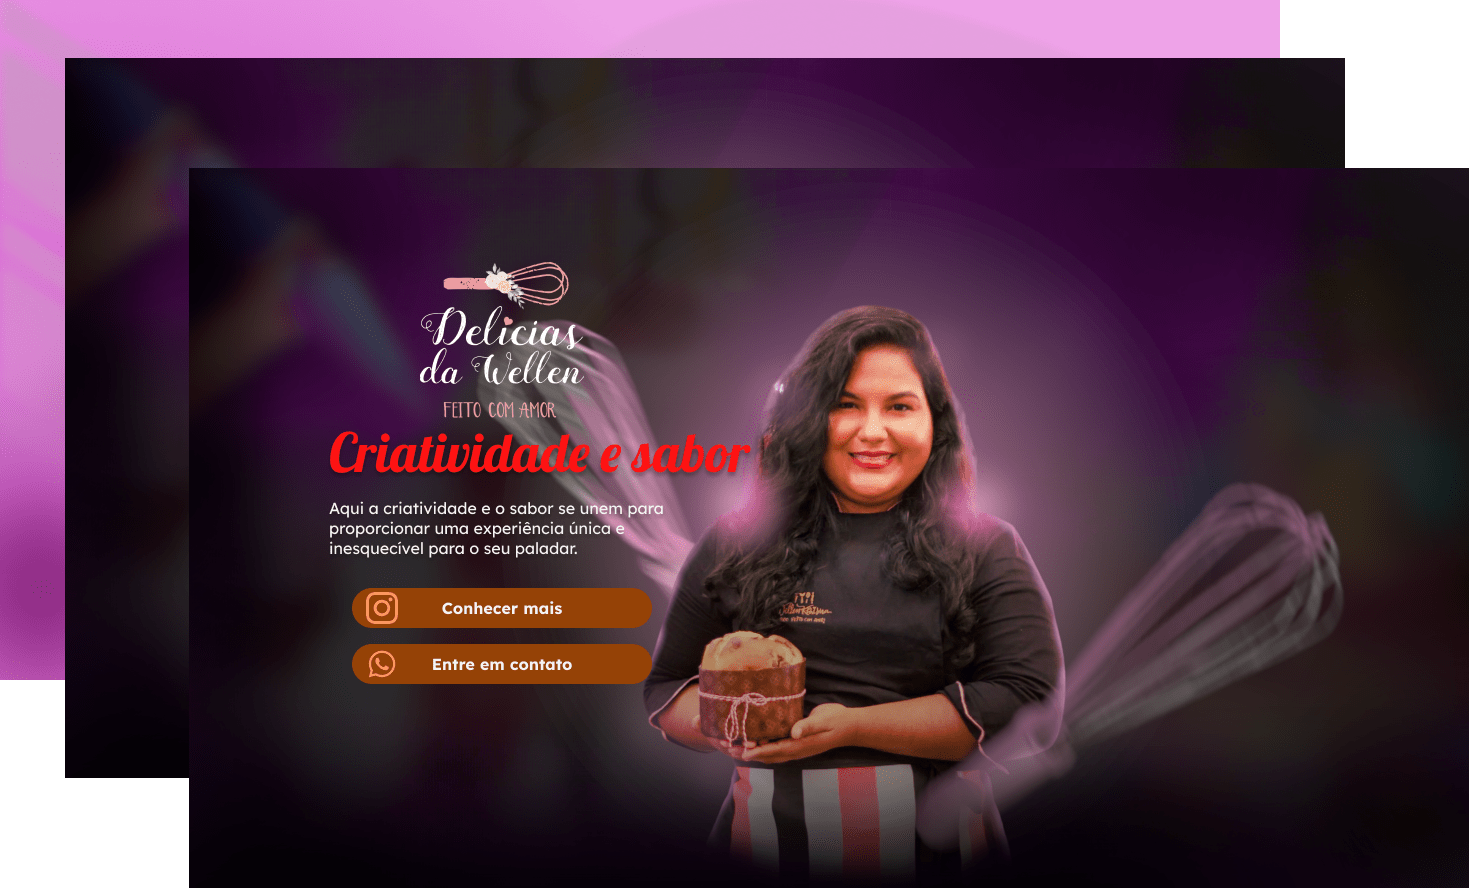 Delicias
da Wellen
FEITO COM AMOR
Criatividade e sabor
Aqui a criatividade e o sabor se unem para
proporcionar uma experiência única e
inesquecível para o seu paladar.
Conhecer mais
Entre em contato